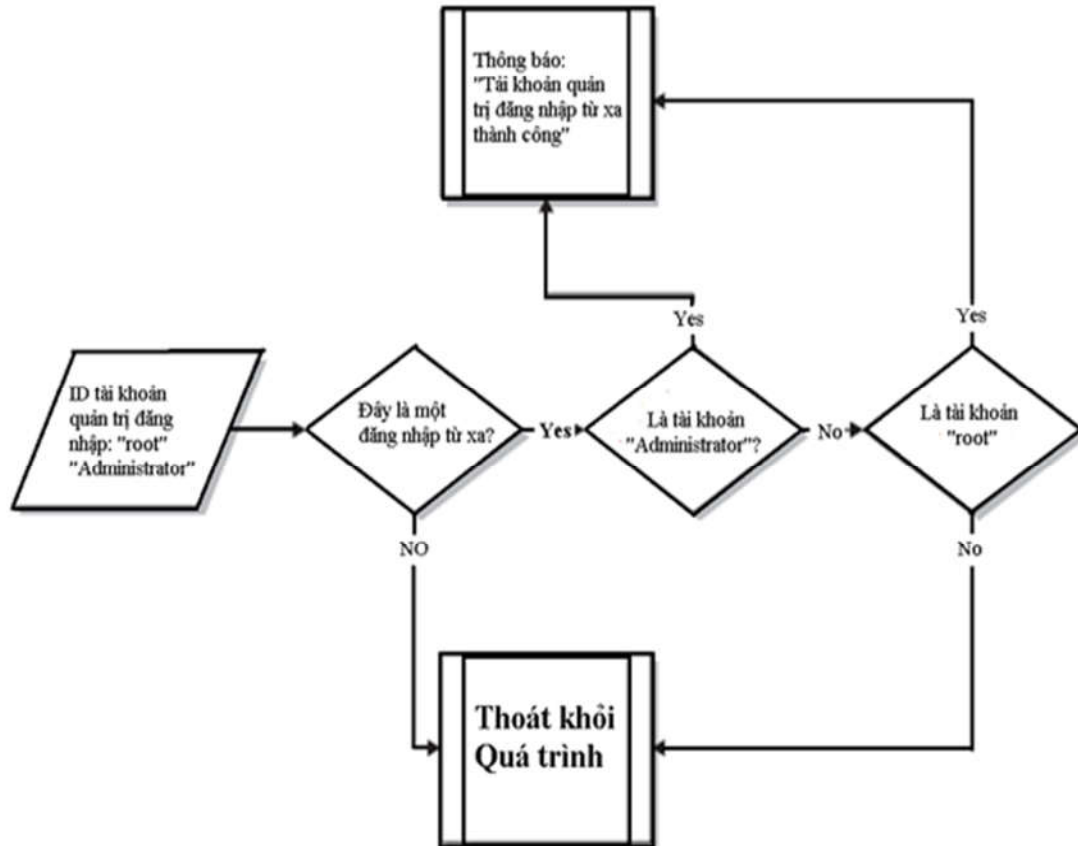 Thông báo:
"Tài khoản quản
trị đăng nhập từ xa
thành công"
Yes
Yes
ID tài khoản
quản trị đăng
nhập: "root"
"Administrator"
Đây là một
đăng nhập từ xa?
Yes
Là tài khoản
"Administrator"?
No
Là tài khoản
"root"
NO
No
Thoát khỏi
Quá trình